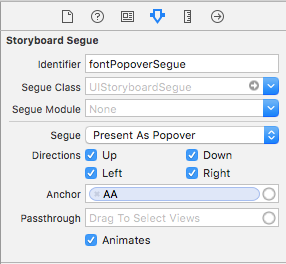 Storyboard Segue
Identifier fontPopoverSegue
Segue Class UIStoryboardSegue
Segue Module None
Segue Present As Popover
Directions Up Down
Left Right
Anchor AA
Passthrough Drag To Select Views
Animates